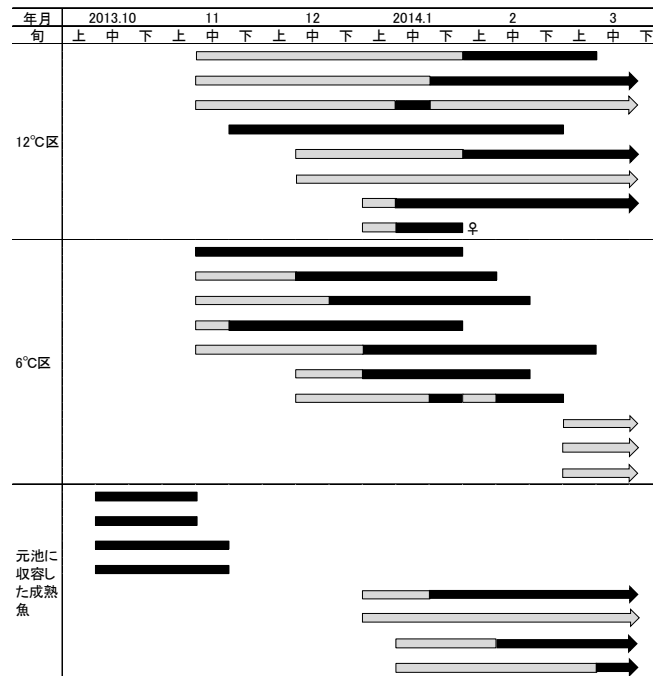 年月 2013.10 11 12 2014.1 2 3
旬 上 中 下 上 中 下 上 中 下 上 中 下 上 中 下 上 中 下
12℃区
♀
6℃区
元池に
収容し
た成熟
魚